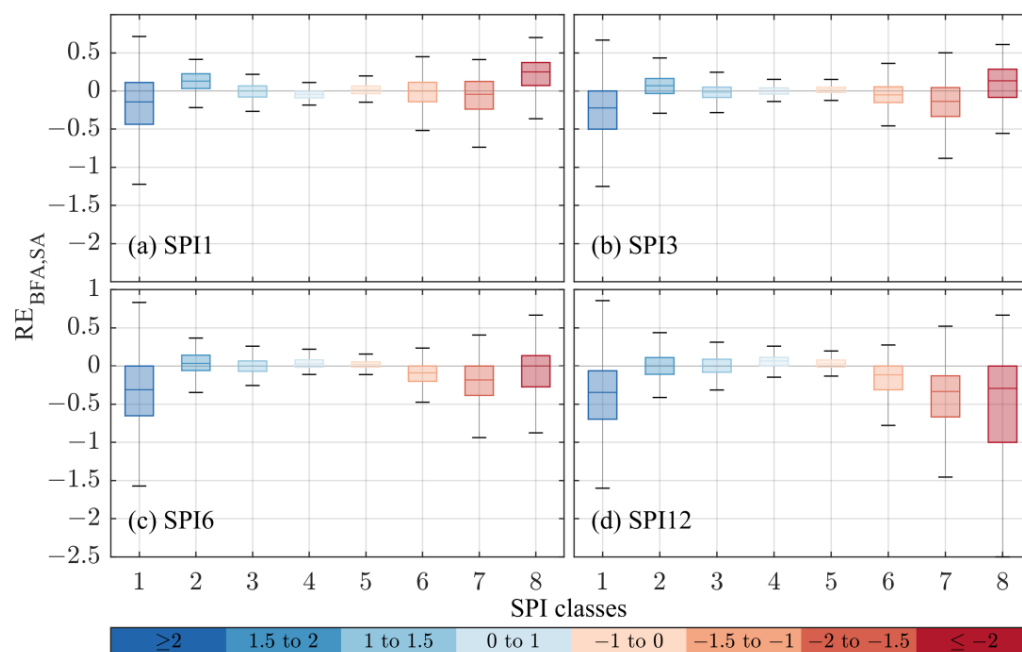 0.5
0
−0.5
−1
−1.5
−2
(a) SPI1
(b) SPI3
RE_BFA,SA
1
0.5
0
−0.5
−1
−1.5
−2
−2.5
(c) SPI6
(d) SPI12
1 2 3 4 5 6 7 8 1 2 3 4 5 6 7 8
SPI classes
≥2 1.5 to 2 1 to 1.5 0 to 1 −1 to 0 −1.5 to −1 −2 to −1.5 ≤ −2